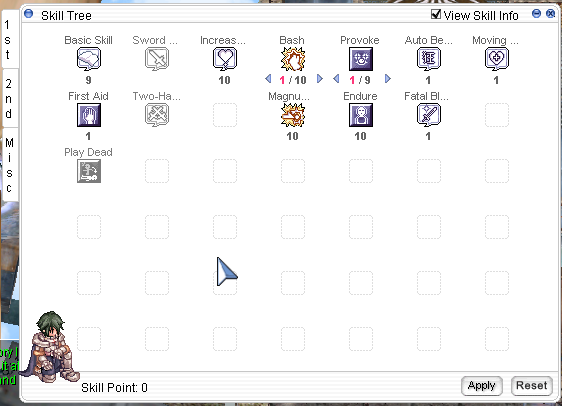 Skill Tree
View Skill Info
1st
2nd
Misc
Basic Skill
Sword ...
Increas...
Bash
Provoke
Auto Be...
Moving ...
9
10
1 / 10
1 / 9
1
1
First Aid
Two-Ha...
Magnu...
Endure
Fatal Bl...
1
10
10
1
Play Dead
Skill Point: 0
Apply
Reset